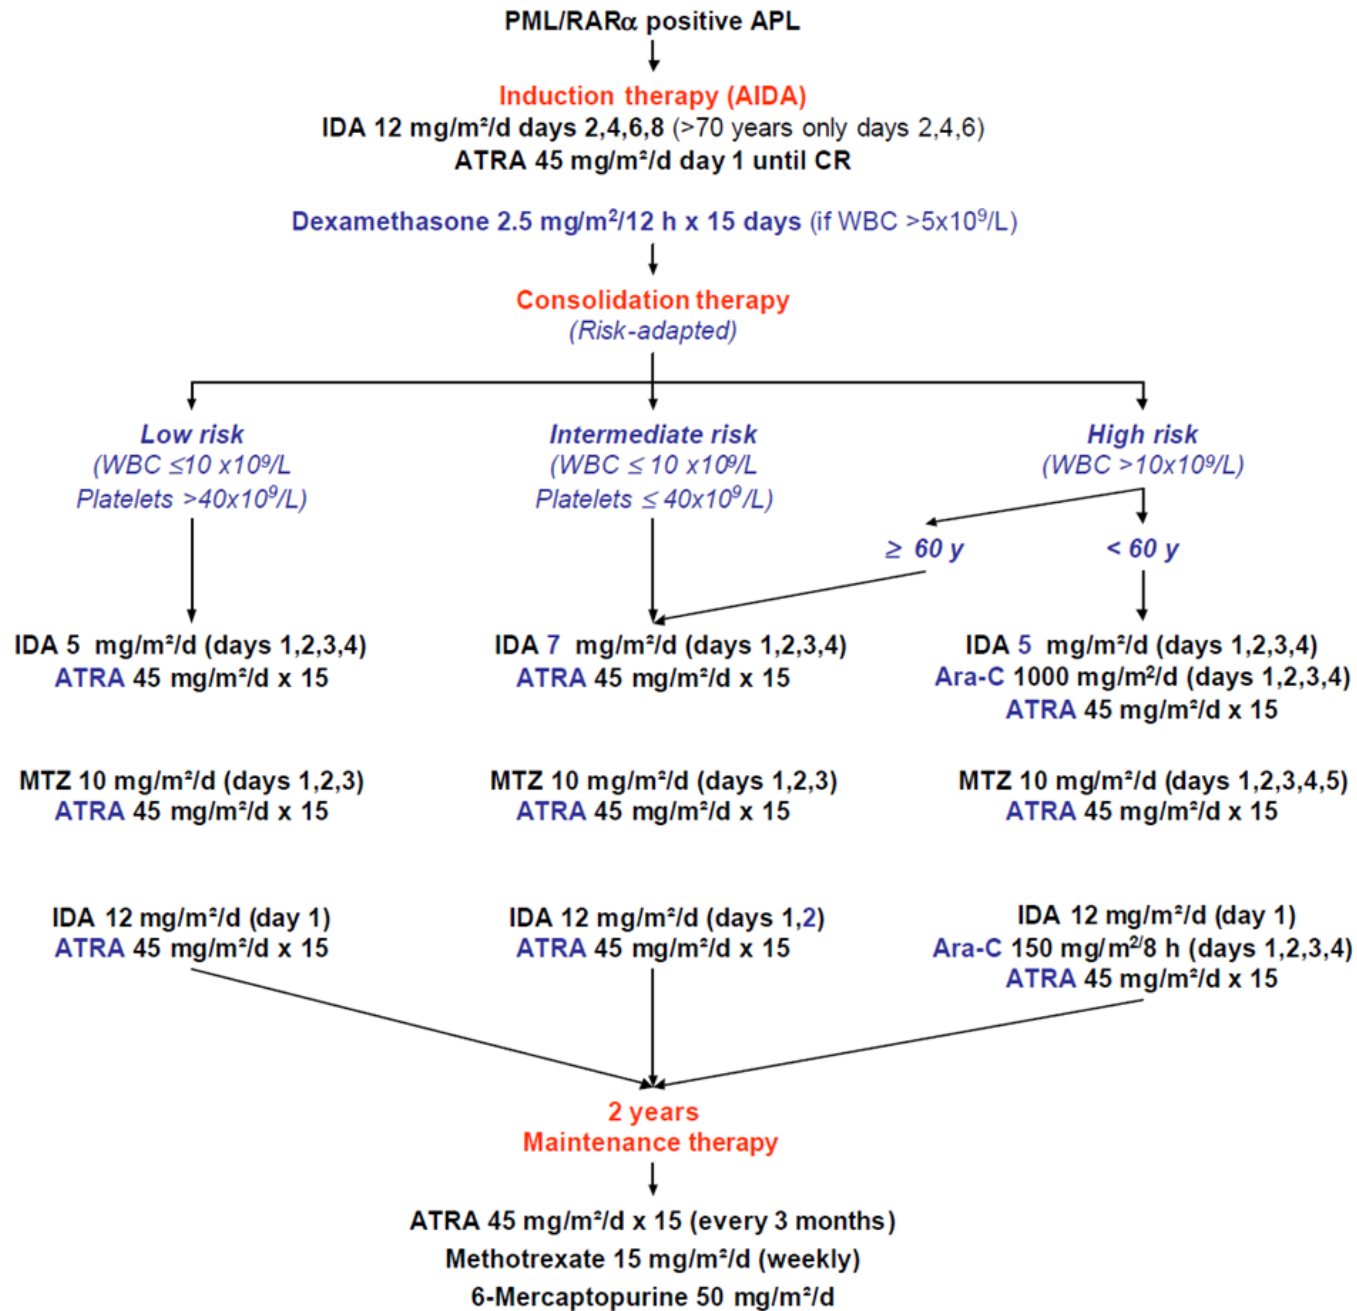 PML/RARα positive APL
Induction therapy (AIDA)
IDA 12 mg/m²/d days 2,4,6,8 (>70 years only days 2,4,6)
ATRA 45 mg/m²/d day 1 until CR
Dexamethasone 2.5 mg/m²/12 h x 15 days (if WBC >5x10⁹/L)
Consolidation therapy
(Risk-adapted)
Low risk
(WBC ≤10 x10⁹/L
Platelets >40x10⁹/L)
Intermediate risk
(WBC ≤ 10 x10⁹/L
Platelets ≤ 40x10⁹/L)
High risk
(WBC >10x10⁹/L)
≥ 60 y
< 60 y
IDA 5 mg/m²/d (days 1,2,3,4)
ATRA 45 mg/m²/d x 15
IDA 7 mg/m²/d (days 1,2,3,4)
ATRA 45 mg/m²/d x 15
IDA 5 mg/m²/d (days 1,2,3,4)
Ara-C 1000 mg/m²/d (days 1,2,3,4)
ATRA 45 mg/m²/d x 15
MTZ 10 mg/m²/d (days 1,2,3)
ATRA 45 mg/m²/d x 15
MTZ 10 mg/m²/d (days 1,2,3)
ATRA 45 mg/m²/d x 15
MTZ 10 mg/m²/d (days 1,2,3,4,5)
ATRA 45 mg/m²/d x 15
IDA 12 mg/m²/d (day 1)
ATRA 45 mg/m²/d x 15
IDA 12 mg/m²/d (days 1,2)
ATRA 45 mg/m²/d x 15
IDA 12 mg/m²/d (day 1)
Ara-C 150 mg/m²/8 h (days 1,2,3,4)
ATRA 45 mg/m²/d x 15
2 years
Maintenance therapy
ATRA 45 mg/m²/d x 15 (every 3 months)
Methotrexate 15 mg/m²/d (weekly)
6-Mercaptopurine 50 mg/m²/d